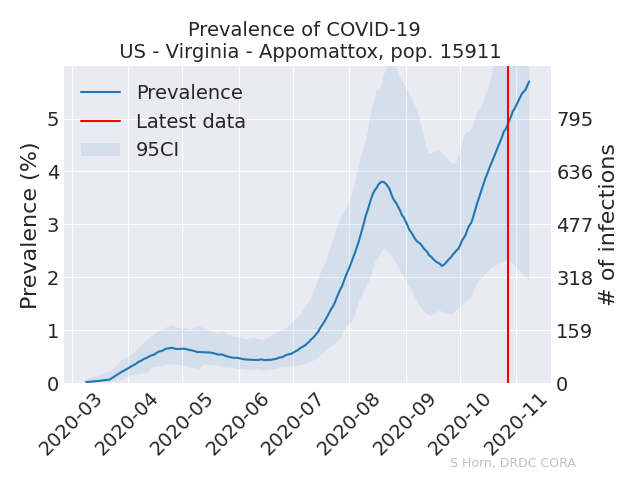 Prevalence of COVID-19
US - Virginia - Appomattox, pop. 15911
Prevalence
Latest data
95CI
Prevalence (%)
5
4
3
2
1
0
795
636
477
318
159
0
# of infections
2020-03
2020-04
2020-05
2020-06
2020-07
2020-08
2020-09
2020-10
2020-11
S Horn, DRDC CORA